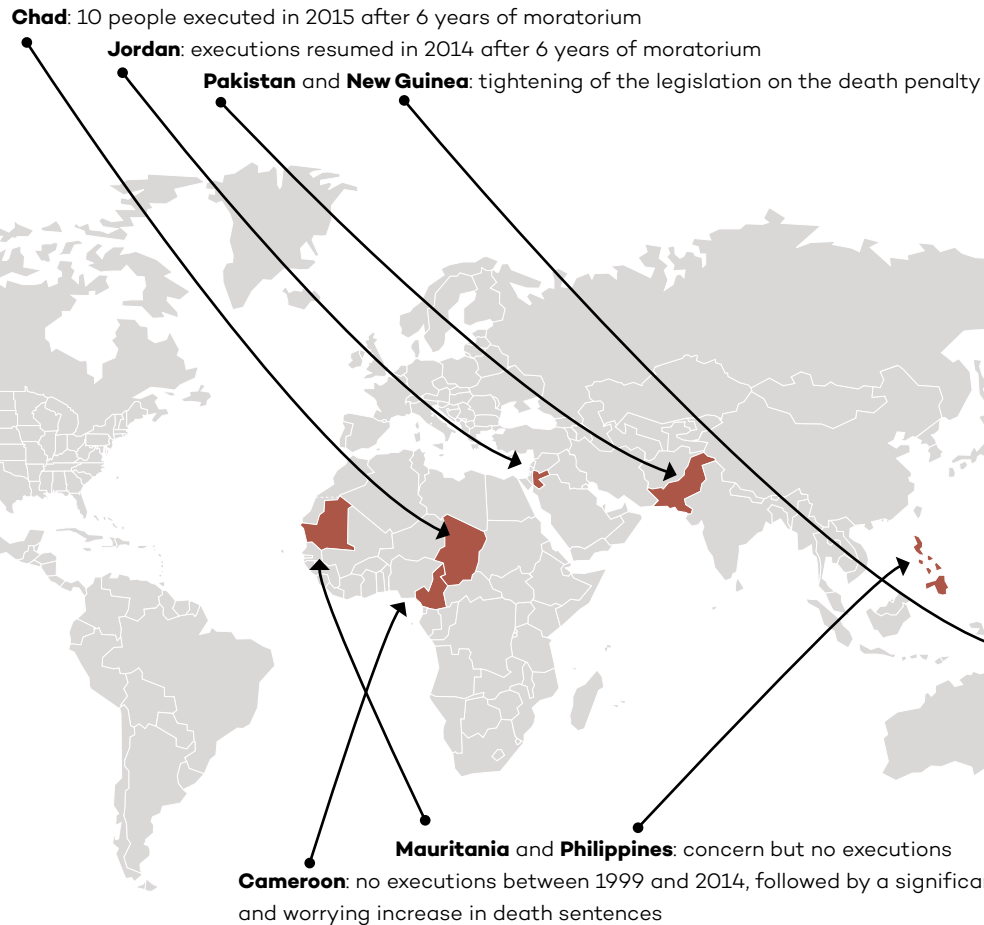 Chad: 10 people executed in 2015 after 6 years of moratorium
Jordan: executions resumed in 2014 after 6 years of moratorium
Pakistan and New Guinea: tightening of the legislation on the death penalty
Mauritania and Philippines: concern but no executions
Cameroon: no executions between 1999 and 2014, followed by a significa
and worrying increase in death sentences